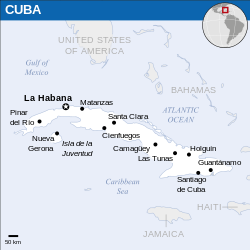 CUBA
UNITED STATES
OF AMERICA
Gulf of
Mexico
BAHAMAS
La Habana
Matanzas
ATLANTIC
OCEAN
Pinar
del Río
Santa Clara
Cienfuegos
Nueva
Gerona
Isla de la
Juventud
Camagüey
Las Tunas
Holguín
Guantánamo
Santiago
de Cuba
Caribbean
Sea
HAITI
JAMAICA
50 km